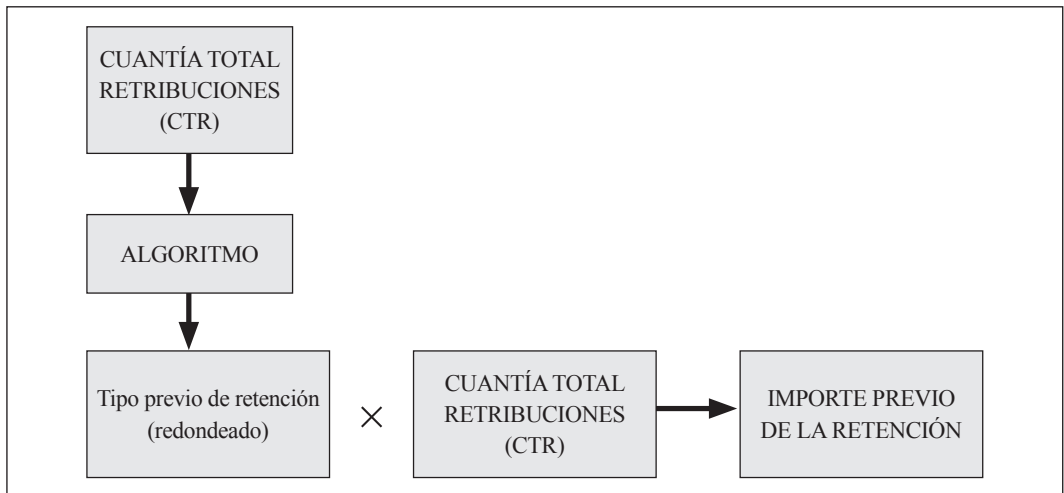 CUANTÍA TOTAL
RETRIBUCIONES
(CTR)
ALGORITMO
Tipo previo de retención
(redondeado)
×
CUANTÍA TOTAL
RETRIBUCIONES
(CTR)
IMPORTE PREVIO
DE LA RETENCIÓN